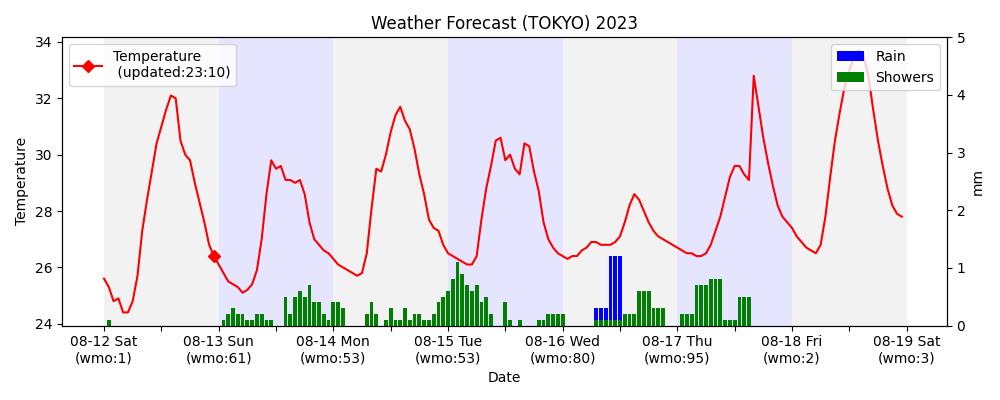 Weather Forecast (TOKYO) 2023
Temperature
(updated:23:10)
Rain
Showers
34
32
30
28
26
24
Temperature
5
4
3
2
1
0
mm
08-12 Sat
(wmo:1)
08-13 Sun
(wmo:61)
08-14 Mon
(wmo:53)
08-15 Tue
(wmo:53)
08-16 Wed
(wmo:80)
08-17 Thu
(wmo:95)
08-18 Fri
(wmo:2)
08-19 Sat
(wmo:3)
Date